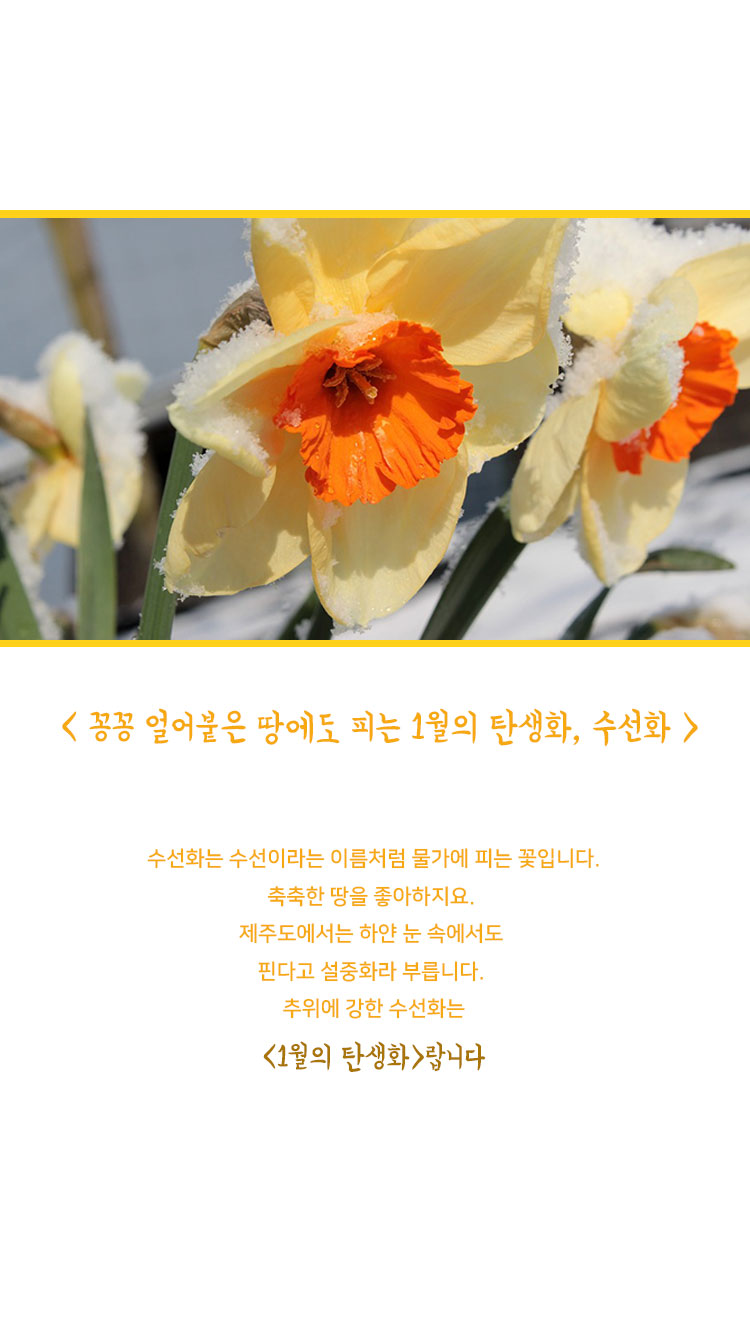 < 꽁꽁 얼어붙은 땅에도 피는 1월의 탄생화, 수선화 >
수선화는 수선이라는 이름처럼 물가에 피는 꽃입니다.
축축한 땅을 좋아하지요.
제주도에서는 하얀 눈 속에서도
핀다고 설중화라 부릅니다.
추위에 강한 수선화는
<1월의 탄생화>랍니다